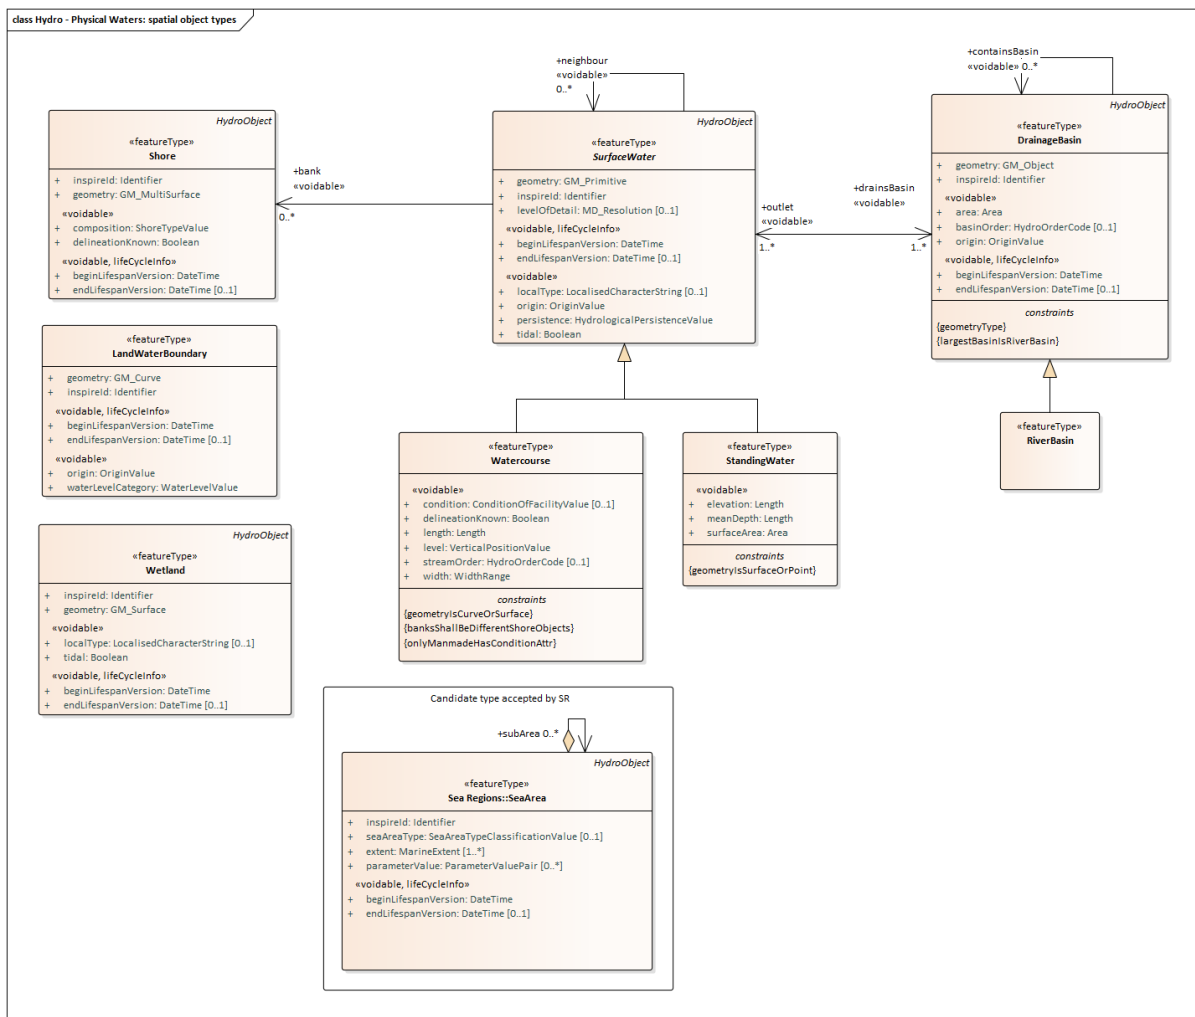 class Hydro - Physical Waters: spatial object types
+neighbour
«voidable»
0..*
+containsBasin
«voidable» 0..*
HydroObject
«featureType»
Shore
+ inspireId: Identifier
+ geometry: GM_MultiSurface
«voidable»
+ composition: ShoreTypeValue
+ delineationKnown: Boolean
«voidable, lifeCycleInfo»
+ beginLifespanVersion: DateTime
+ endLifespanVersion: DateTime [0..1]
+bank
«voidable»
0..*
HydroObject
«featureType»
SurfaceWater
+ geometry: GM_Primitive
+ inspireId: Identifier
+ levelOfDetail: MD_Resolution [0..1]
«voidable, lifeCycleInfo»
+ beginLifespanVersion: DateTime
+ endLifespanVersion: DateTime [0..1]
«voidable»
+ localType: LocalisedCharacterString [0..1]
+ origin: OriginValue
+ persistence: HydrologicalPersistenceValue
+ tidal: Boolean
+outlet
«voidable»
1..*
+drainsBasin
«voidable»
1..*
HydroObject
«featureType»
DrainageBasin
+ geometry: GM_Object
+ inspireId: Identifier
«voidable»
+ area: Area
+ basinOrder: HydroOrderCode [0..1]
+ origin: OriginValue
«voidable, lifeCycleInfo»
+ beginLifespanVersion: DateTime
+ endLifespanVersion: DateTime [0..1]
constraints
{geometryType}
{largestBasinIsRiverBasin}
«featureType»
LandWaterBoundary
+ geometry: GM_Curve
+ inspireId: Identifier
«voidable, lifeCycleInfo»
+ beginLifespanVersion: DateTime
+ endLifespanVersion: DateTime [0..1]
«voidable»
+ origin: OriginValue
+ waterLevelCategory: WaterLevelValue
«featureType»
Watercourse
«voidable»
+ condition: ConditionOfFacilityValue [0..1]
+ delineationKnown: Boolean
+ length: Length
+ level: VerticalPositionValue
+ streamOrder: HydroOrderCode [0..1]
+ width: WidthRange
constraints
{geometryIsCurveOrSurface}
{banksShallBeDifferentShoreObjects}
{onlyManmadeHasConditionAttr}
«featureType»
StandingWater
«voidable»
+ elevation: Length
+ meanDepth: Length
+ surfaceArea: Area
constraints
{geometryIsSurfaceOrPoint}
«featureType»
RiverBasin
HydroObject
«featureType»
Wetland
+ inspireId: Identifier
+ geometry: GM_Surface
«voidable»
+ localType: LocalisedCharacterString [0..1]
+ tidal: Boolean
«voidable, lifeCycleInfo»
+ beginLifespanVersion: DateTime
+ endLifespanVersion: DateTime [0..1]
Candidate type accepted by SR
+subArea 0..*
HydroObject
«featureType»
Sea Regions::SeaArea
+ inspireId: Identifier
+ seaAreaType: SeaAreaTypeClassificationValue [0..1]
+ extent: MarineExtent [1..*]
+ parameterValue: ParameterValuePair [0..*]
«voidable, lifeCycleInfo»
+ beginLifespanVersion: DateTime
+ endLifespanVersion: DateTime [0..1]